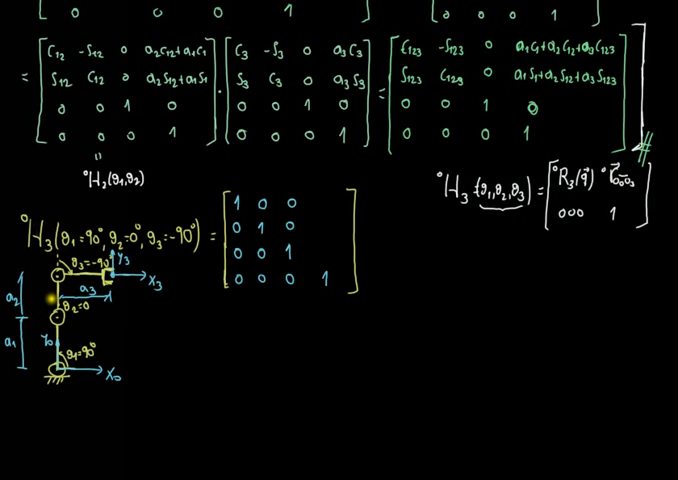 0 0 0 1 ] 0 0 0 1 ]
= [ C12 -S12 0 a2C12+a1C1 ] · [ C3 -S3 0 a3C3 ] = [ C123 -S123 0 a1C1+a2C12+a3C123 ]
[ S12 C12 0 a2S12+a1S1 ] [ S3 C3 0 a3S3 ] [ S123 C123 0 a1S1+a2S12+a3S123 ]
[ 0 0 1 0 ] [ 0 0 1 0 ] [ 0 0 1 0 ]
[ 0 0 0 1 ] [ 0 0 0 1 ] [ 0 0 0 1 ]
"
⁰H2(θ1,θ2)
⁰H3(θ1,θ2,θ3) = [ ⁰R3(q⃗)
000 1 ]
⁰H3(θ1=90°, θ2=0°, θ3=-90°) = [ 1 0 0
0 1 0
0 0 1
0 0 0 1 ]
θ3=-90° Y3
X3
a3
a2
θ2=0
a1
Y0
θ1=90°
X0